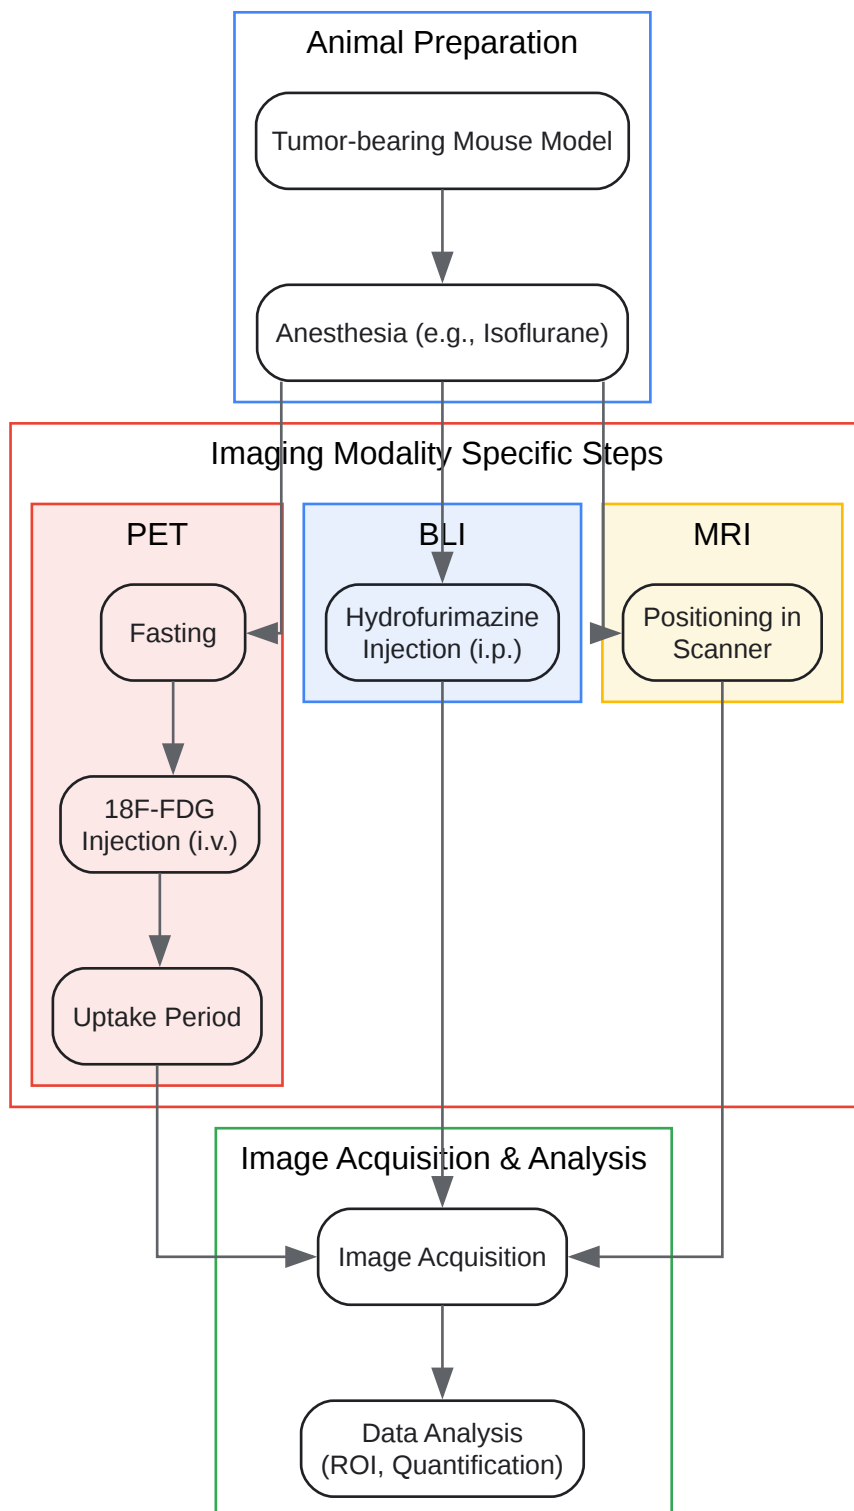 Animal Preparation
Tumor-bearing Mouse Model
Anesthesia (e.g., Isoflurane)
Imaging Modality Specific Steps
PET
BLI
MRI
Fasting
Hydrofurimazine
Injection (i.p.)
Positioning in
Scanner
18F-FDG
Injection (i.v.)
Uptake Period
Image Acquisition & Analysis
Image Acquisition
Data Analysis
(ROI, Quantification)